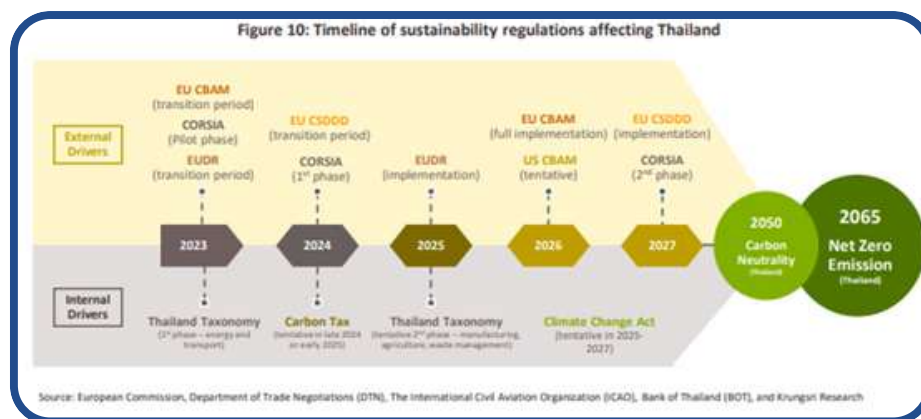 Figure 10: Timeline of sustainability regulations affecting Thailand
External
Drivers
EU CBAM
(transition period)
CORSIA
(Pilot phase)
EUDR
(transition period)
EU CSDDD
(transition period)
CORSIA
(1st phase)
EUDR
(implementation)
EU CBAM
(full implementation)
US CBAM
(tentative)
EU CSDDD
(implementation)
CORSIA
(2nd phase)
2023
2024
2025
2026
2027
2050
Carbon
Neutrality
(Thailand)
2065
Net Zero
Emission
(Thailand)
Internal
Drivers
Thailand Taxonomy
(1st phase – energy and
transport)
Carbon Tax
(tentative in late 2024
or early 2025)
Thailand Taxonomy
(tentative 2nd phase – manufacturing,
agriculture, waste management)
Climate Change Act
(tentative in 2025-
2027)
Source: European Commission, Department of Trade Negotiations (DTN), The International Civil Aviation Organization (ICAO), Bank of Thailand (BOT), and Krungsri Research